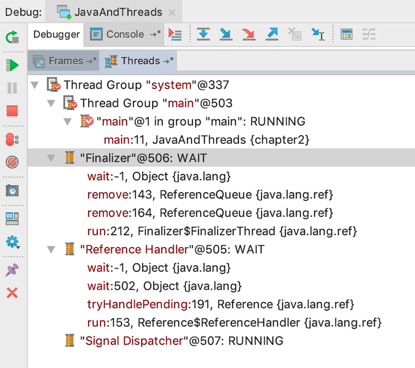 Debug: JavaAndThreads ×
Debugger Console →*
Frames →* Threads →*
Thread Group "system"@337
Thread Group "main"@503
"main"@1 in group "main": RUNNING
main:11, JavaAndThreads {chapter2}
"Finalizer"@506: WAIT
wait:-1, Object {java.lang}
remove:143, ReferenceQueue {java.lang.ref}
remove:164, ReferenceQueue {java.lang.ref}
run:212, Finalizer$FinalizerThread {java.lang.ref}
"Reference Handler"@505: WAIT
wait:-1, Object {java.lang}
wait:502, Object {java.lang}
tryHandlePending:191, Reference {java.lang.ref}
run:153, Reference$ReferenceHandler {java.lang.ref}
"Signal Dispatcher"@507: RUNNING